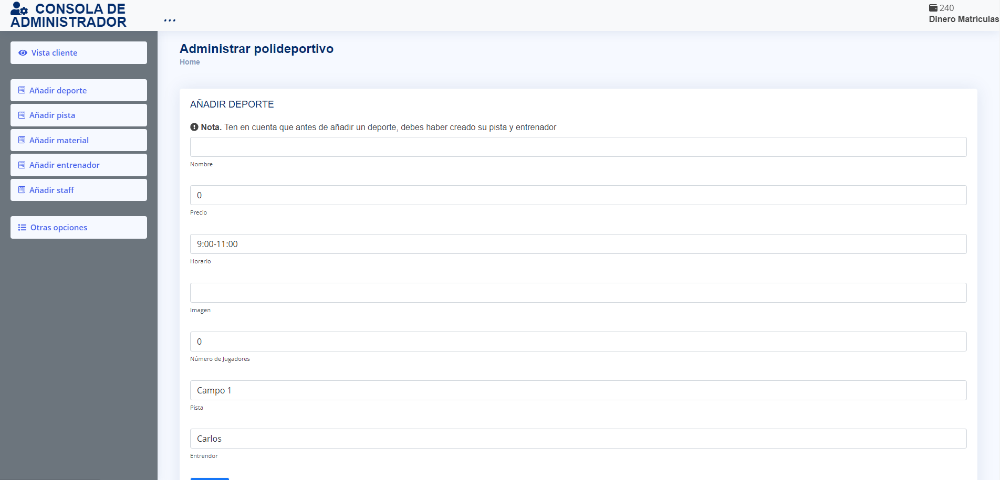 CONSOLA DE
ADMINISTRADOR
...
240
Dinero Matrículas
Vista cliente
Añadir deporte
Añadir pista
Añadir material
Añadir entrenador
Añadir staff
Otras opciones
Administrar polideportivo
Home
AÑADIR DEPORTE
Nota. Ten en cuenta que antes de añadir un deporte, debes haber creado su pista y entrenador
Nombre
0
Precio
9:00-11:00
Horario
Imagen
0
Número de Jugadores
Campo 1
Pista
Carlos
Entrendor